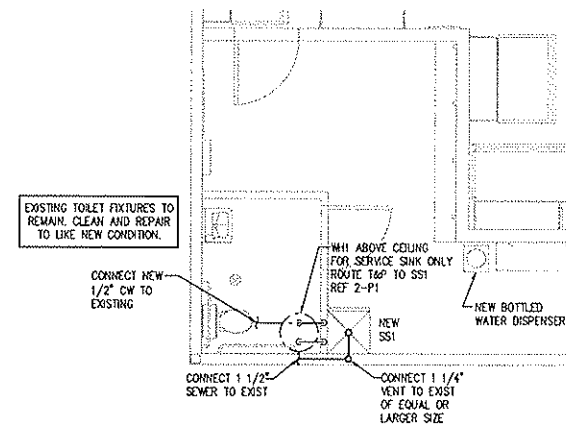 EXISTING TOILET FIXTURES TO
REMAIN. CLEAN AND REPAIR
TO LIKE NEW CONDITION.
WH1 ABOVE CEILING
FOR SERVICE SINK ONLY
ROUTE T&P TO SS1
REF 2-P1
CONNECT NEW
1/2" CW TO
EXISTING
NEW BOTTLED
WATER DISPENSER
NEW
SS1
CONNECT 1 1/2"
SEWER TO EXIST
CONNECT 1 1/4"
VENT TO EXIST
OF EQUAL OR
LARGER SIZE